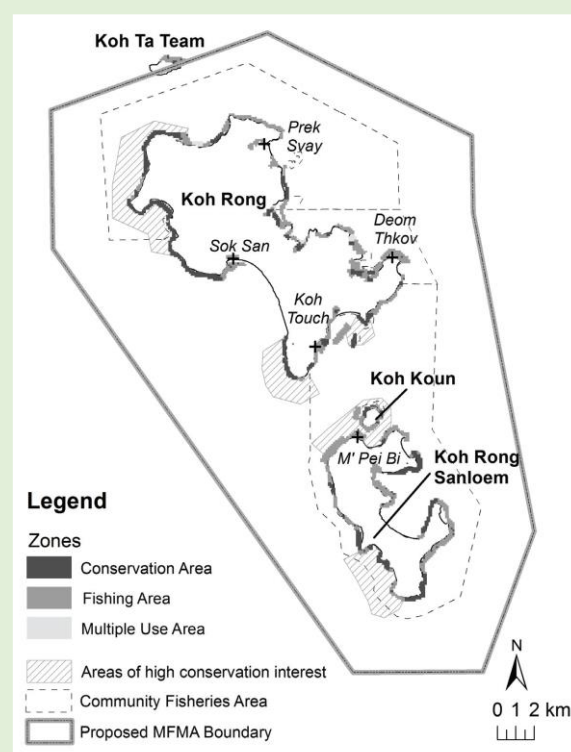 Koh Ta Team
Prek
Svay
Koh Rong
Deom
Thkov
Sok San
Koh
Touch
Koh Koun
M' Pei Bi
Koh Rong
Sanloem
Legend
Zones
Conservation Area
Fishing Area
Multiple Use Area
Areas of high conservation interest
Community Fisheries Area
Proposed MFMA Boundary
N
0 1 2 km